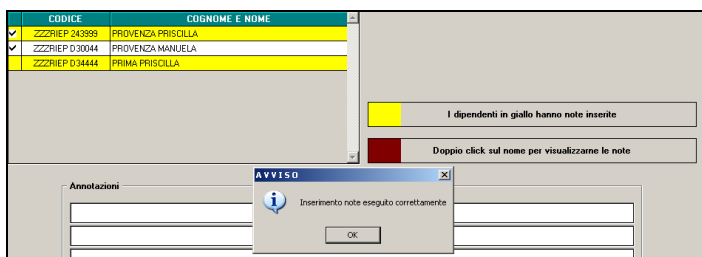 CODICE COGNOME E NOME
ZZZRIEP 243999 PROVENZA PRISCILLA
ZZZRIEP D30044 PROVENZA MANUELA
ZZZRIEP D34444 PRIMA PRISCILLA
I dipendenti in giallo hanno note inserite
Doppio click sul nome per visualizzarne le note
AVVISO
Annotazioni
Inserimento note eseguito correttamente
OK